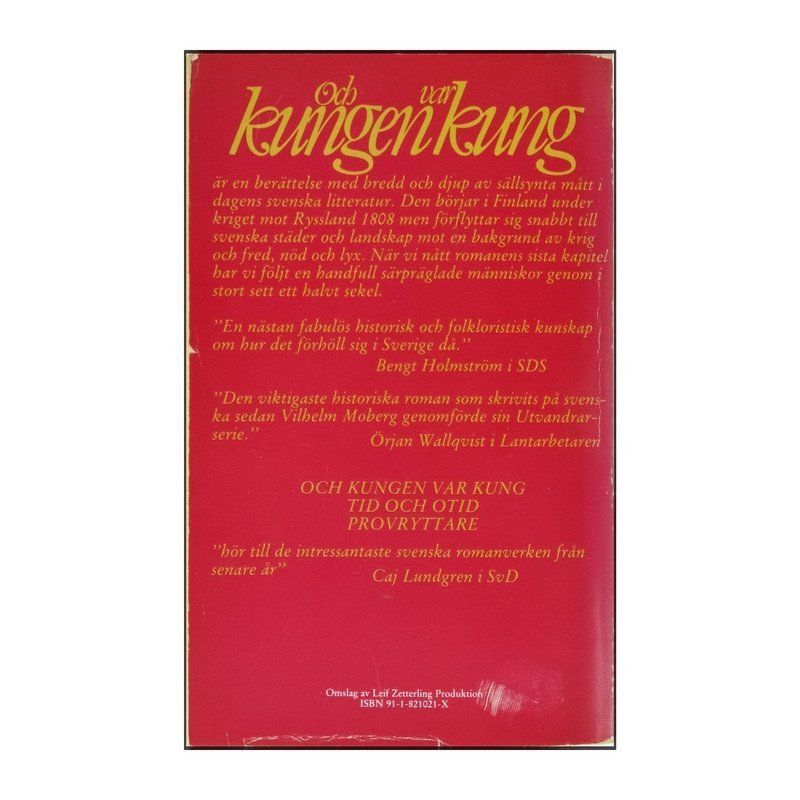 Och kungen var kung
är en berättelse med bredd och djup av sällsynta mått i
dagens svenska litteratur. Den börjar i Finland under
kriget mot Ryssland 1808 men förflyttar sig snabbt till
svenska städer och landskap mot en bakgrund av krig
och fred, nöd och lyx. När vi nått romanens sista kapitel
har vi följt en handfull särpräglade människor genom i
stort sett ett halvt sekel.
”En nästan fabulös historisk och folkloristisk kunskap
om hur det förhöll sig i Sverige då.”
Bengt Holmström i SDS
”Den viktigaste historiska roman som skrivits på svens-
ka sedan Vilhelm Moberg genomförde sin Utvandrar-
serie.”
Örjan Wallqvist i Lantarbetaren
OCH KUNGEN VAR KUNG
TID OCH OTID
PROVRYTTARE
”hör till de intressantaste svenska romanverken från
senare år”
Caj Lundgren i SvD
Omslag av Leif Zetterling Produktion
ISBN 91-1-821021-X